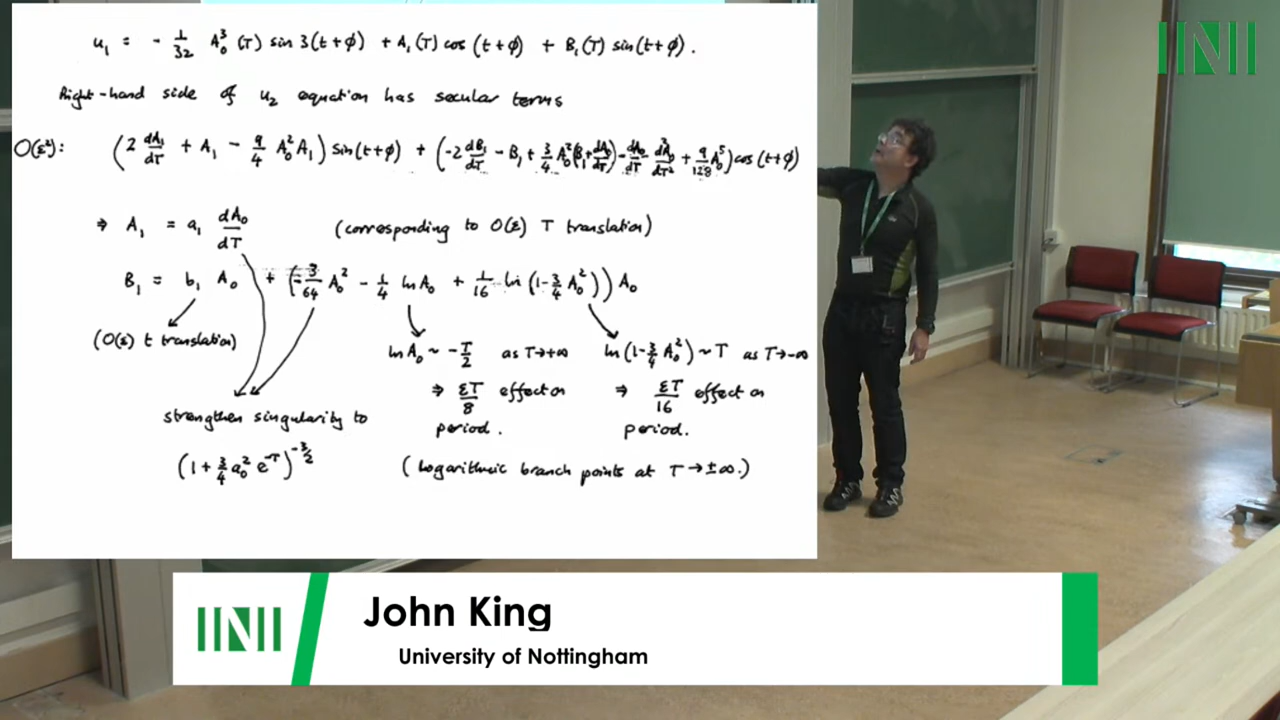 u₁ = - 1/32 A₀³(T) sin 3(t+ϕ) + A₁(T) cos(t+ϕ) + B₁(T) sin(t+ϕ).
Right-hand side of u₂ equation has secular terms
O(ε²): (2 dA₁/dT + A₁ - 9/4 A₀²A₁) sin(t+ϕ) + (-2 dB₁/dT - B₁ + 3/4 A₀²(B₁+dA₀/dT) - dA₀/dT - d²A₀/dT² + 9/128 A₀⁵) cos(t+ϕ)
⇒ A₁ = a₁ dA₀/dT (corresponding to O(ε) T translation)
B₁ = b₁ A₀ + (-3/64 A₀² - 1/4 ln A₀ + 1/16 ln(1-3/4 A₀²)) A₀
(O(ε) t translation)
ln A₀ ~ -T/2 as T→+∞ ln(1-3/4 A₀²) ~ T as T→-∞
⇒ εT/8 effect on ⇒ εT/16 effect on
strengthen singularity to period. period.
(1+3/4 a₀² e^-T)^-3/2 (logarithmic branch points at T→±∞.)
INI
INI
John King
University of Nottingham